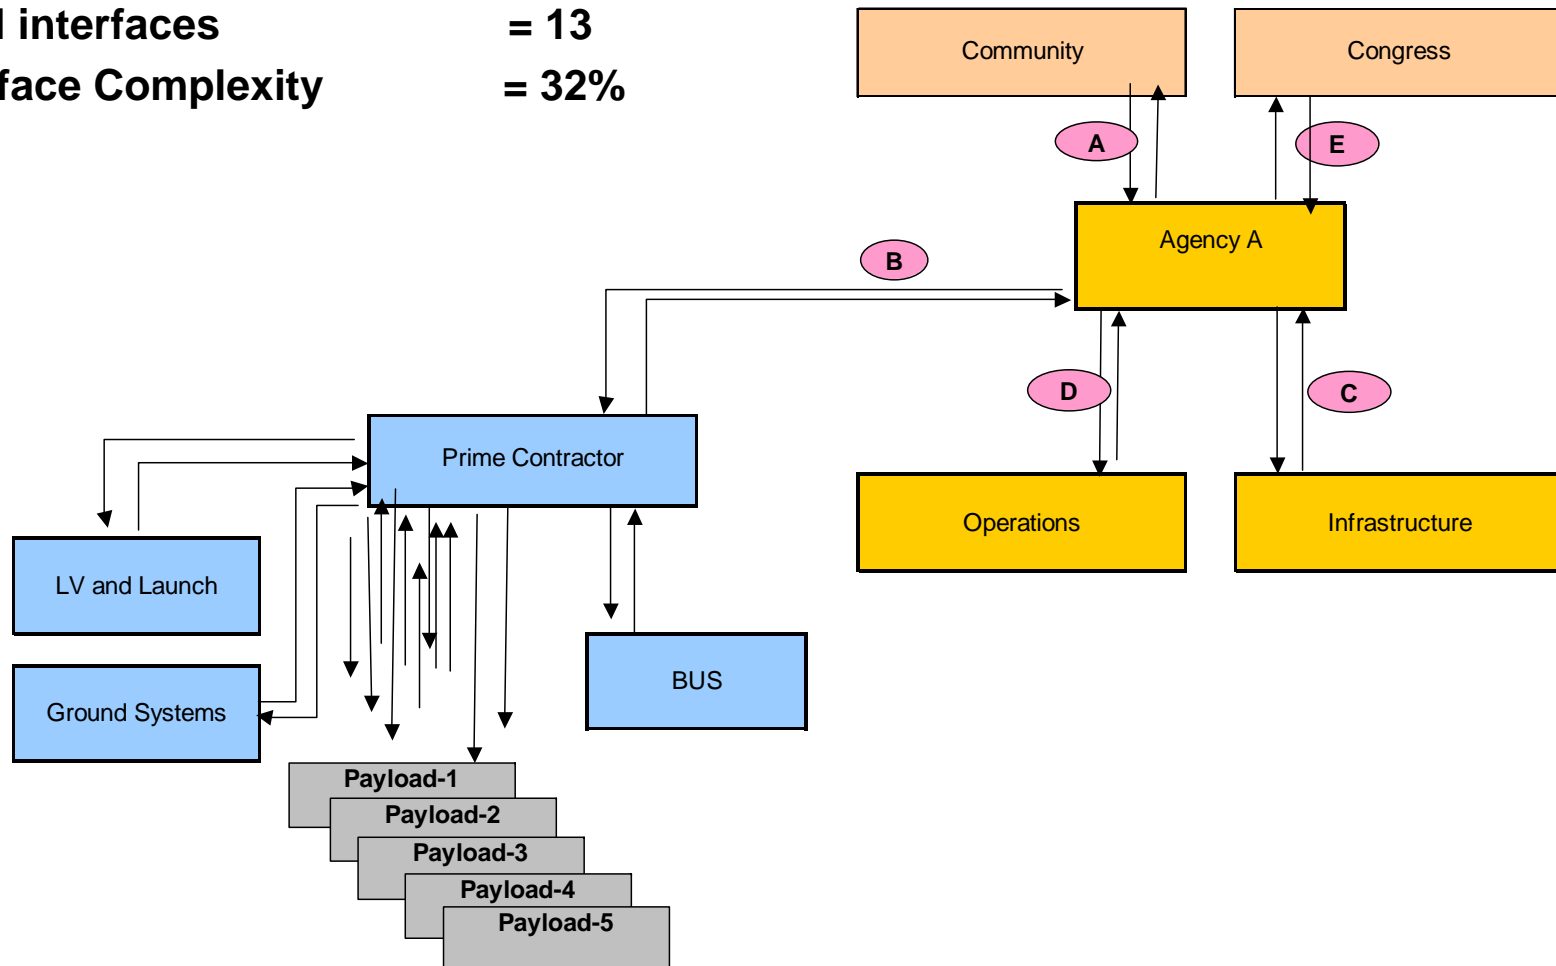 interfaces = 13
Complexity = 32%
Community
Congress
A
E
Agency A
B
D
C
Prime Contractor
Operations
Infrastructure
LV and Launch
BUS
Ground Systems
Payload-1
Payload-2
Payload-3
Payload-4
Payload-5